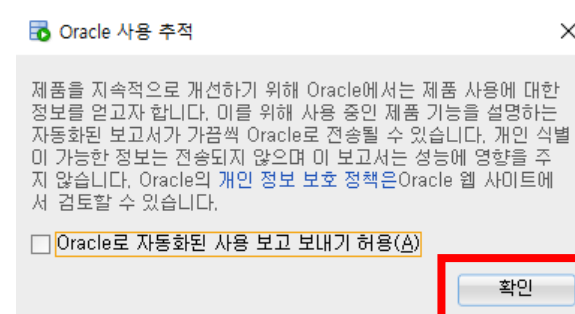 Oracle 사용 추적
제품을 지속적으로 개선하기 위해 Oracle에서는 제품 사용에 대한
정보를 얻고자 합니다. 이를 위해 사용 중인 제품 기능을 설명하는
자동화된 보고서가 가끔씩 Oracle로 전송될 수 있습니다. 개인 식별
이 가능한 정보는 전송되지 않으며 이 보고서는 성능에 영향을 주
지 않습니다. Oracle의 개인 정보 보호 정책은Oracle 웹 사이트에
서 검토할 수 있습니다.
Oracle로 자동화된 사용 보고 보내기 허용(A)
확인